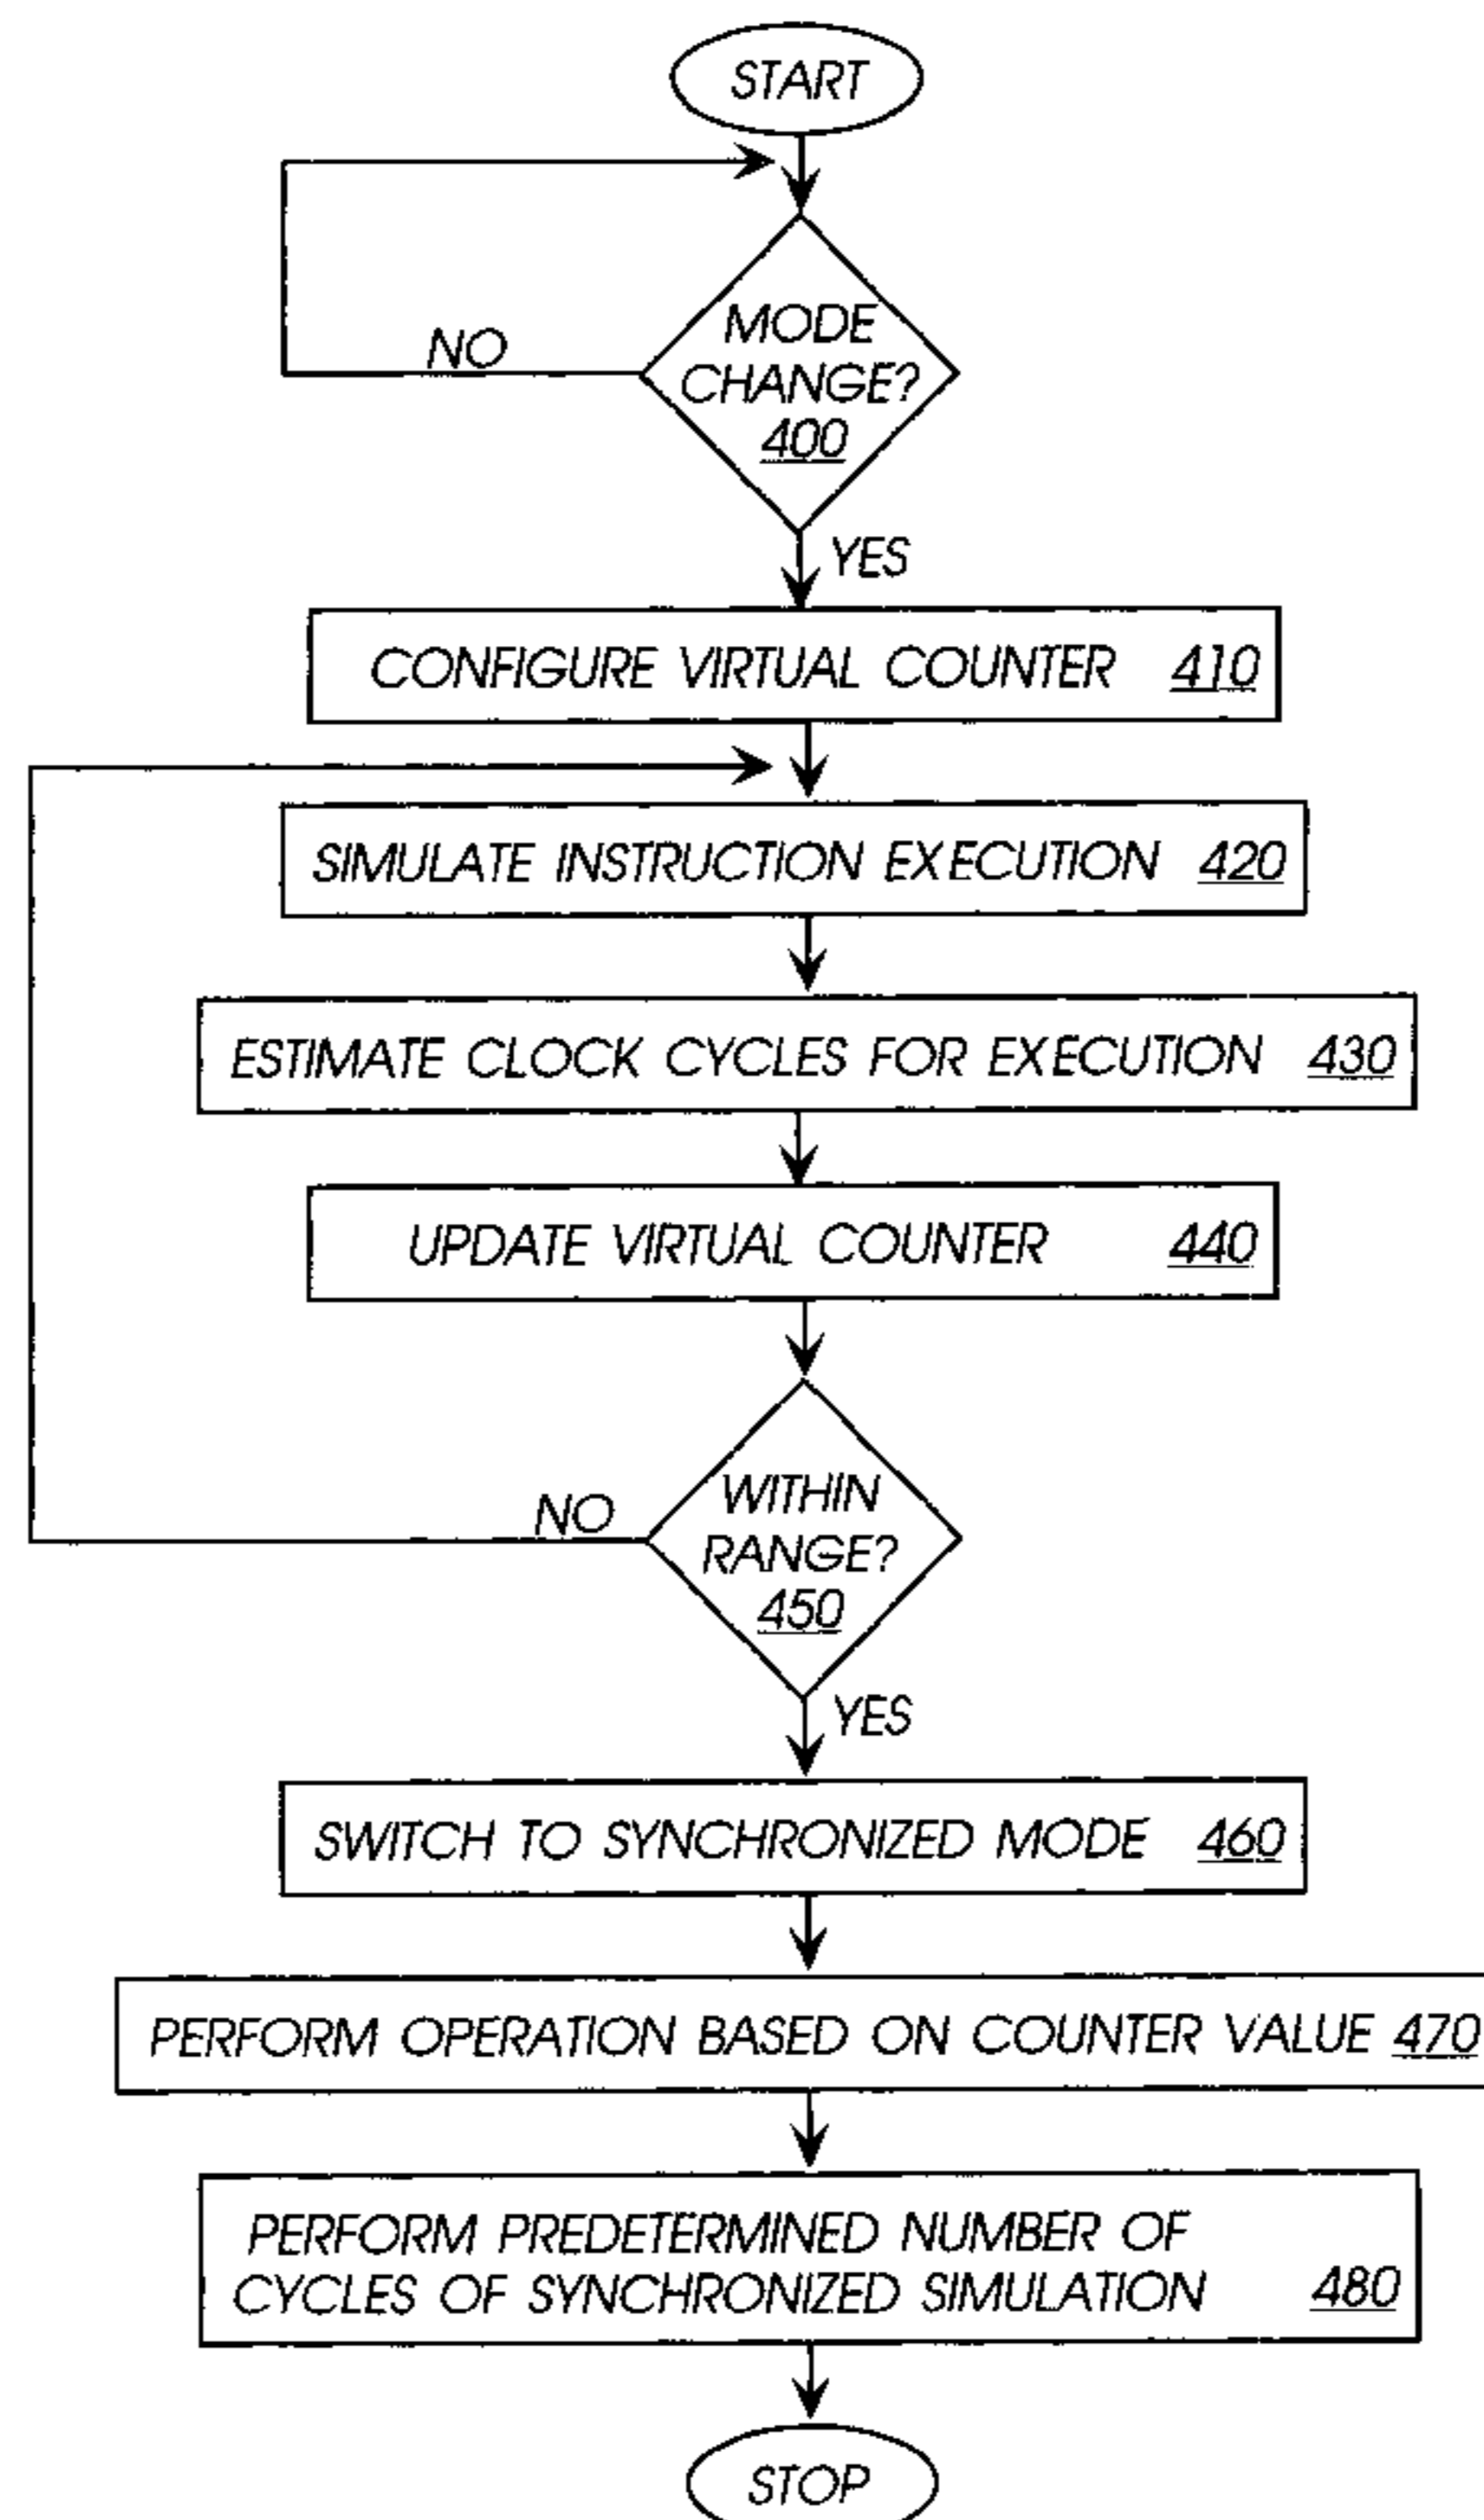 START
NO
MODE
CHANGE?
400
YES
CONFIGURE VIRTUAL COUNTER 410
SIMULATE INSTRUCTION EXECUTION 420
ESTIMATE CLOCK CYCLES FOR EXECUTION 430
UPDATE VIRTUAL COUNTER 440
NO
WITHIN
RANGE?
450
YES
SWITCH TO SYNCHRONIZED MODE 460
PERFORM OPERATION BASED ON COUNTER VALUE 470
PERFORM PREDETERMINED NUMBER OF
CYCLES OF SYNCHRONIZED SIMULATION 480
STOP